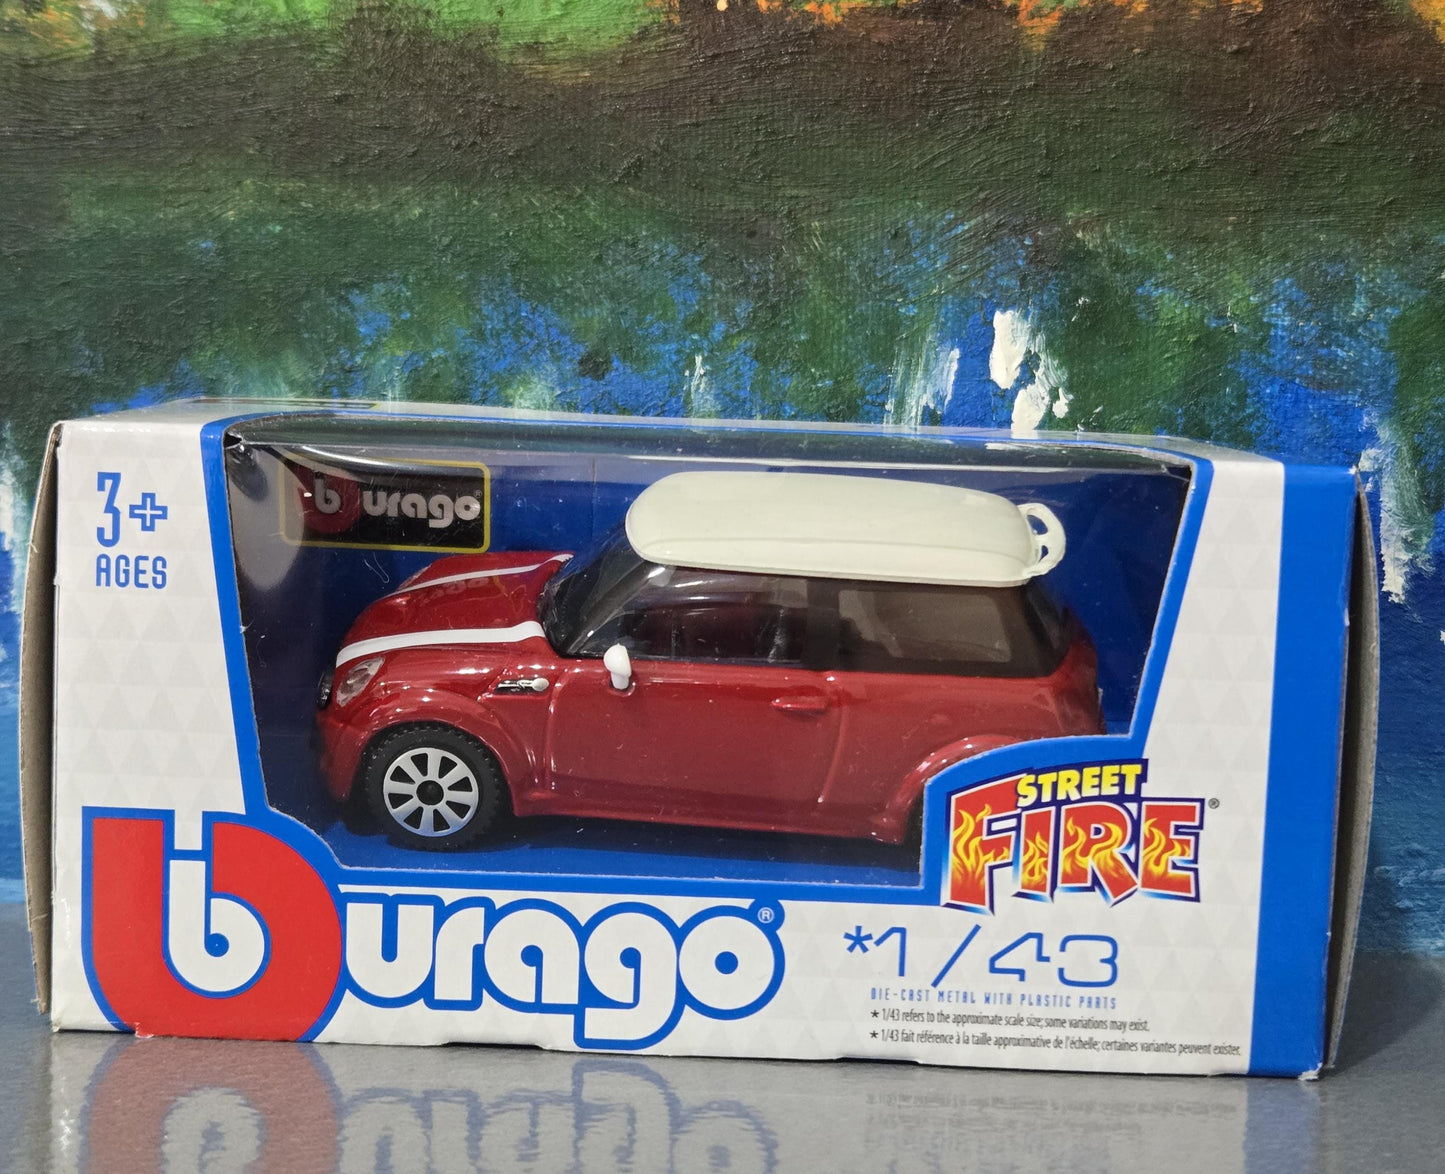 3+
AGES
burago®
STREET
FIRE®
burago®
*1/43
DIE-CAST METAL WITH PLASTIC PARTS
* 1/43 refers to the approximate scale size; some variations may exist.
* 1/43 fait référence à la taille approximative de l'échelle; certaines variantes peuvent exister.